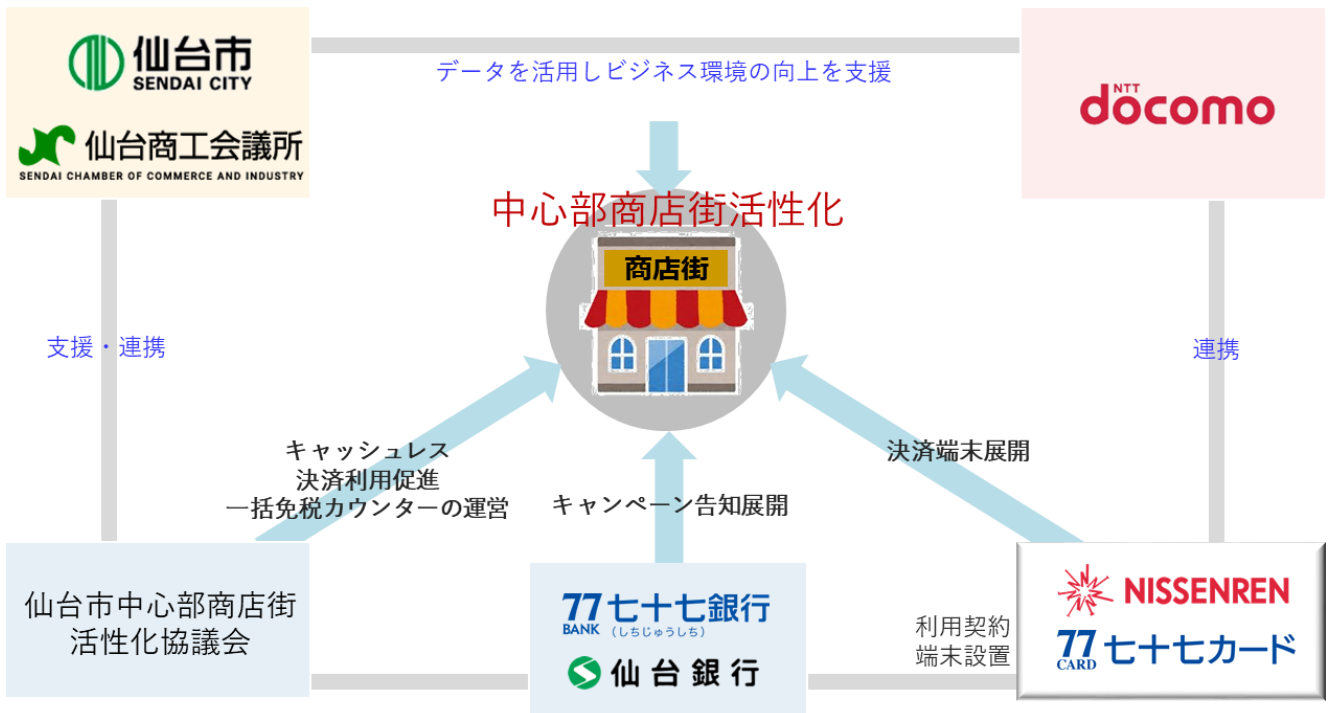 仙台市
SENDAI CITY
仙台商工会議所
SENDAI CHAMBER OF COMMERCE AND INDUSTRY
データを活用しビジネス環境の向上を支援
NTT
docomo
中心部商店街活性化
商店街
支援・連携
連携
キャッシュレス
決済利用促進
一括免税カウンターの運営
キャンペーン告知展開
決済端末展開
仙台市中心部商店街
活性化協議会
77 七十七銀行
BANK (しちじゅうしち)
仙台銀行
利用契約
端末設置
NISSENREN
77 七十七カード
CARD